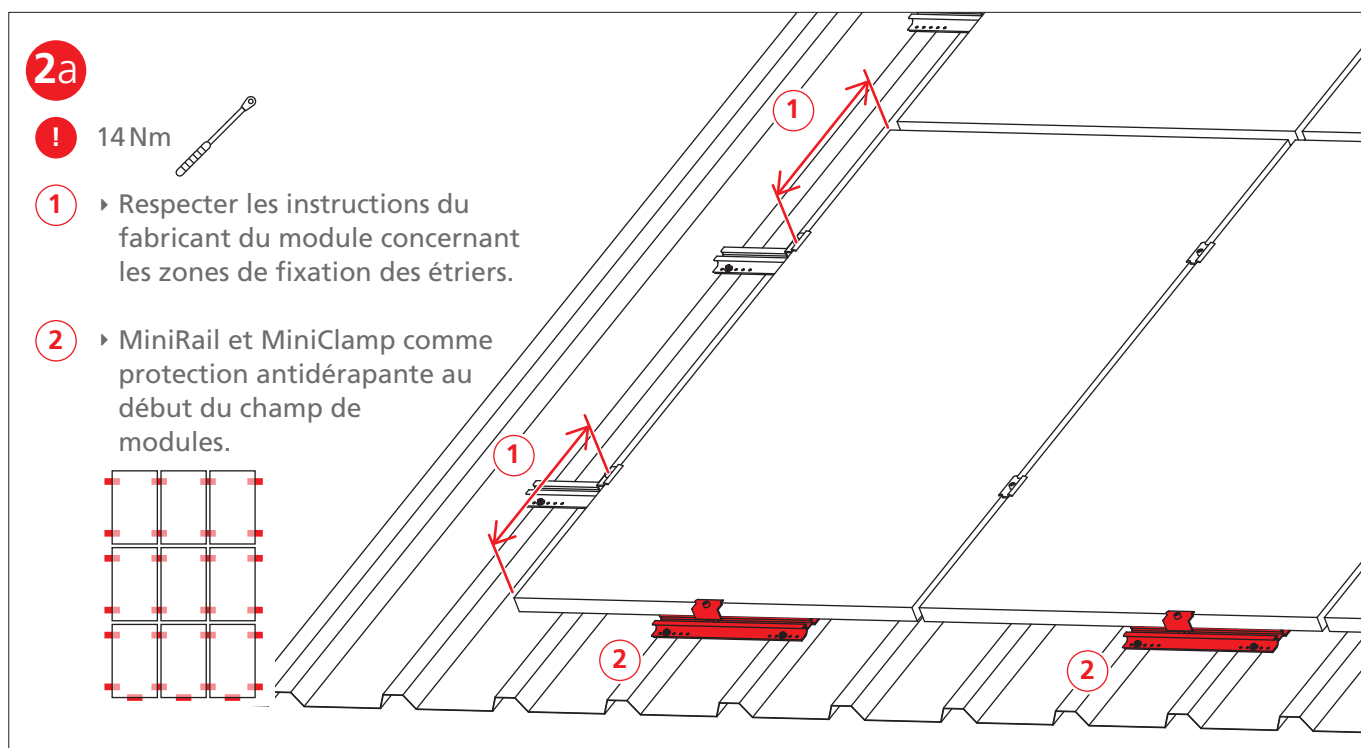 2a
! 14 Nm
1 ‣ Respecter les instructions du
fabricant du module concernant
les zones de fixation des étriers.
2 ‣ MiniRail et MiniClamp comme
protection antidérapante au
début du champ de
modules.
1
1
2
2